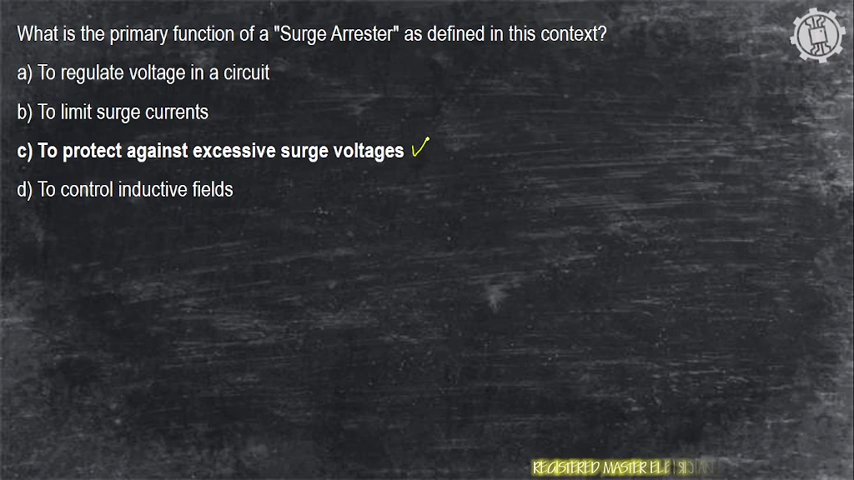 What is the primary function of a "Surge Arrester" as defined in this context?
a) To regulate voltage in a circuit
b) To limit surge currents
c) To protect against excessive surge voltages
d) To control inductive fields
REGISTERED MASTER